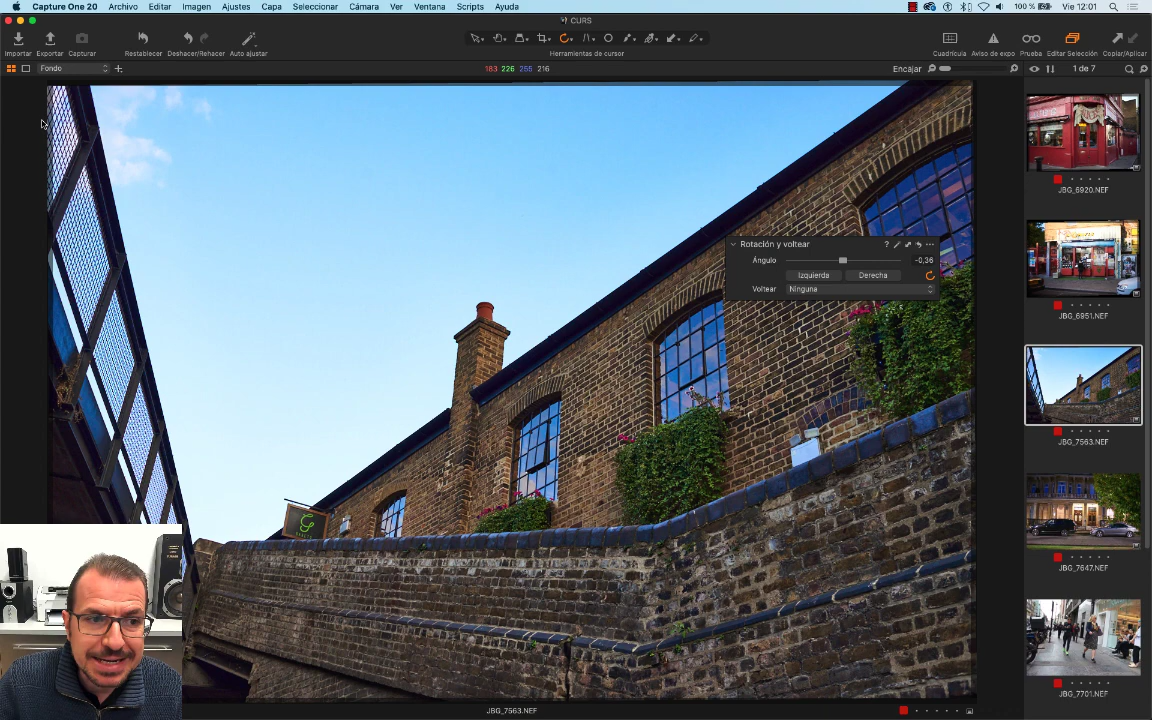 Capture One 20 Archivo Editar Imagen Ajustes Capa Seleccionar Cámara Ver Ventana Scripts Ayuda 100 % Vie 12:01
CURS
Importar Exportar Capturar Restablecer Deshacer/Rehacer Auto ajustar Herramientas de cursor Cuadrícula Aviso de expo Prueba Editar Selección Copiar/Aplicar
Fondo 183 226 255 216 Encajar 1 de 7
Rotación y voltear ? ...
Ángulo -0,36
Izquierda Derecha
Voltear Ninguna
JBG_6920.NEF
JBG_6951.NEF
JBG_7563.NEF
JBG_7647.NEF
JBG_7701.NEF
JBG_7563.NEF